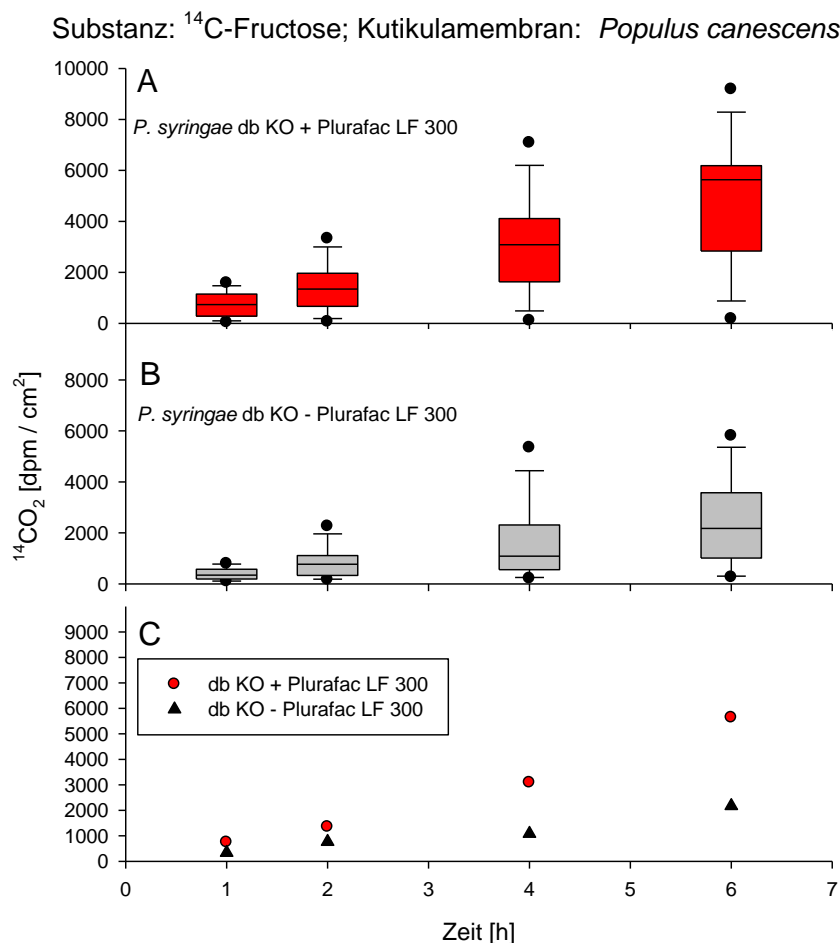 Substanz: ¹⁴C-Fructose; Kutikulamembran: Populus canescens
10000
A
P. syringae db KO + Plurafac LF 300
8000
6000
4000
2000
0
B
8000
P. syringae db KO - Plurafac LF 300
6000
4000
2000
0
¹⁴CO₂ [dpm / cm²]
C
9000
8000
7000
6000
5000
4000
3000
2000
1000
0
db KO + Plurafac LF 300
db KO - Plurafac LF 300
0 1 2 3 4 5 6 7
Zeit [h]